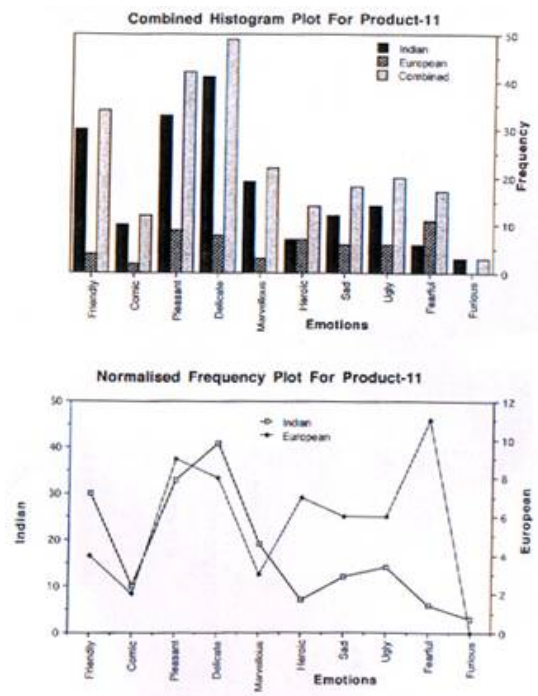 Combined Histogram Plot For Product-11
Indian
European
Combined
50
40
30
20
10
0
Frequency
Friendly
Comic
Pleasant
Delicate
Marvellous
Heroic
Sad
Ugly
Fearful
Furious
Emotions
Normalised Frequency Plot For Product-11
Indian
European
50
40
30
20
10
0
Indian
12
10
8
6
4
2
0
European
Friendly
Comic
Pleasant
Delicate
Marvellous
Heroic
Sad
Ugly
Fearful
Furious
Emotions